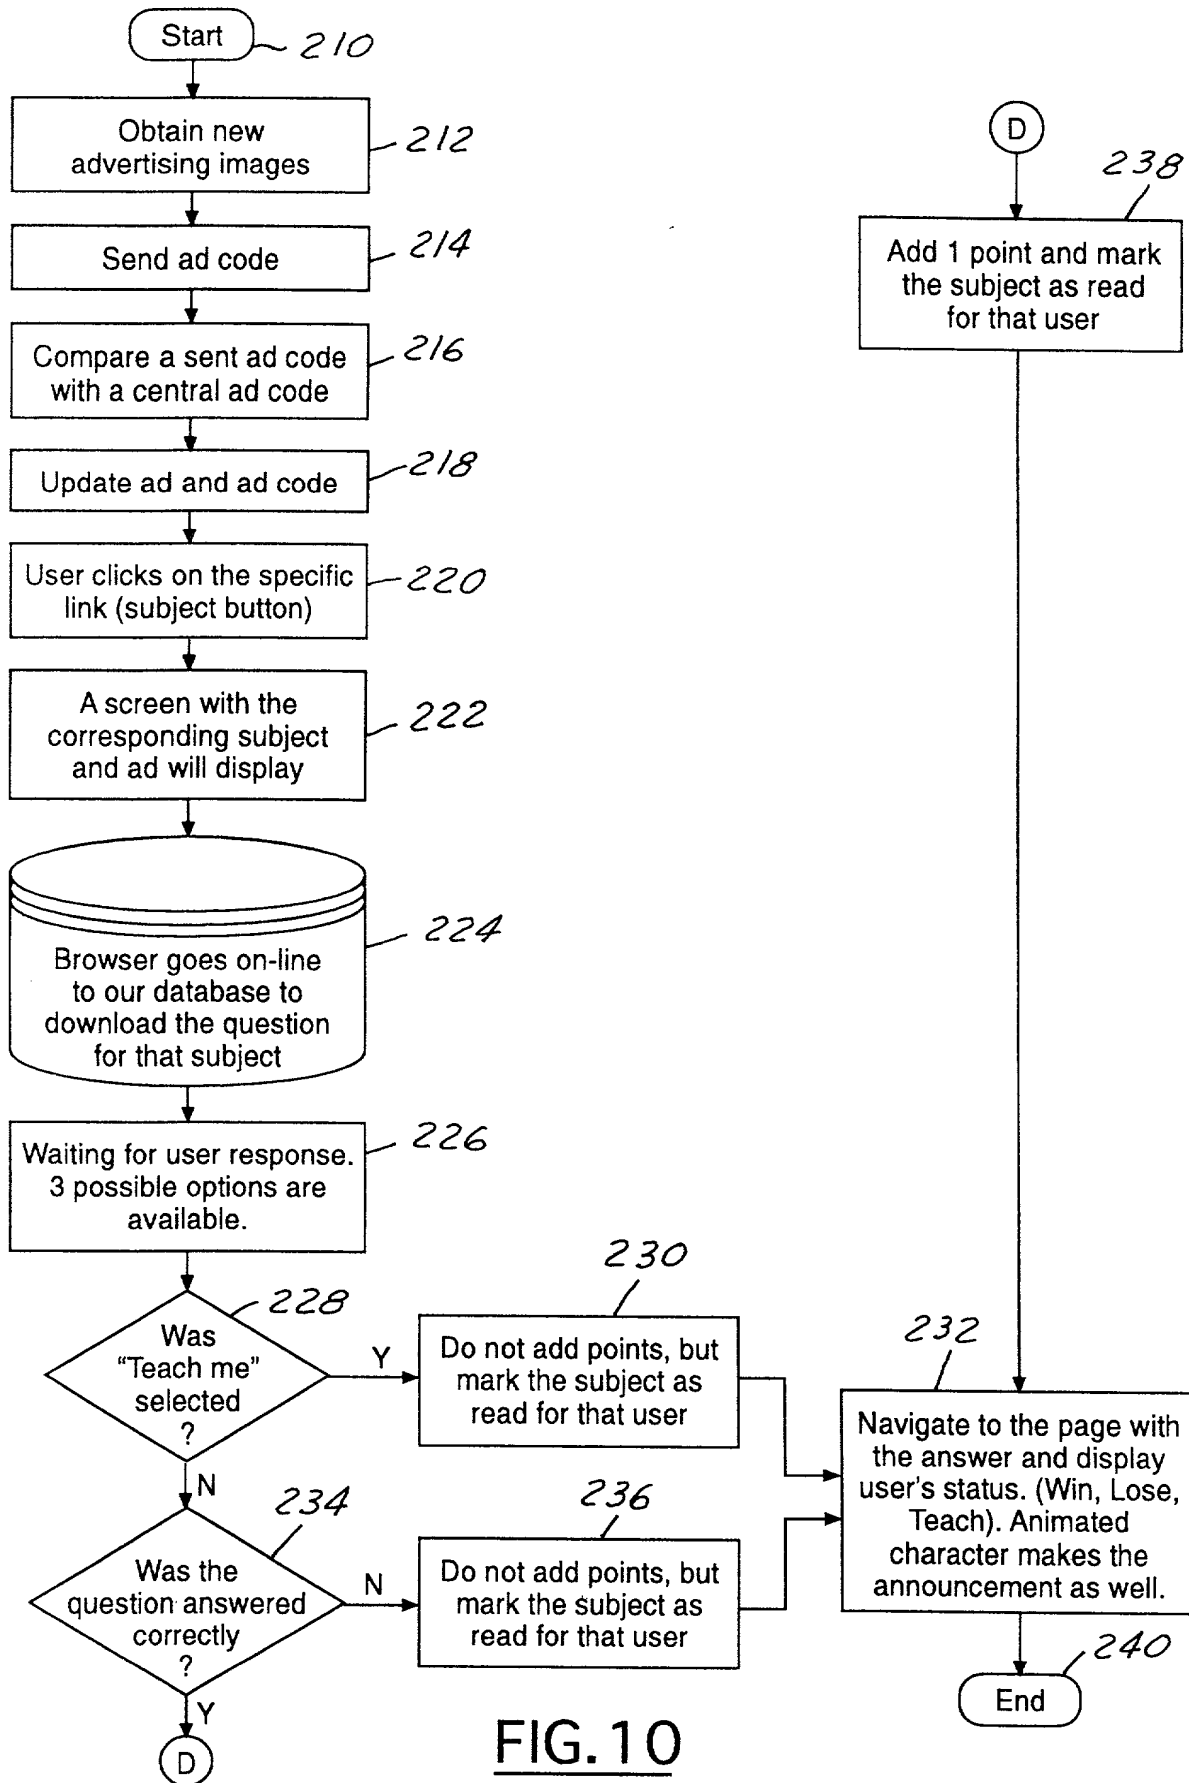 Start
210
Obtain new
advertising images
212
Send ad code
214
Compare a sent ad code
with a central ad code
216
Update ad and ad code
218
User clicks on the specific
link (subject button)
220
A screen with the
corresponding subject
and ad will display
222
Browser goes on-line
to our database to
download the question
for that subject
224
Waiting for user response.
3 possible options are
available.
226
Was
“Teach me”
selected
?
228
Y
N
Do not add points, but
mark the subject as
read for that user
230
Was the
question answered
correctly
?
234
N
Y
Do not add points, but
mark the subject as
read for that user
236
D
D
238
Add 1 point and mark
the subject as read
for that user
232
Navigate to the page with
the answer and display
user's status. (Win, Lose,
Teach). Animated
character makes the
announcement as well.
End
240
FIG.10